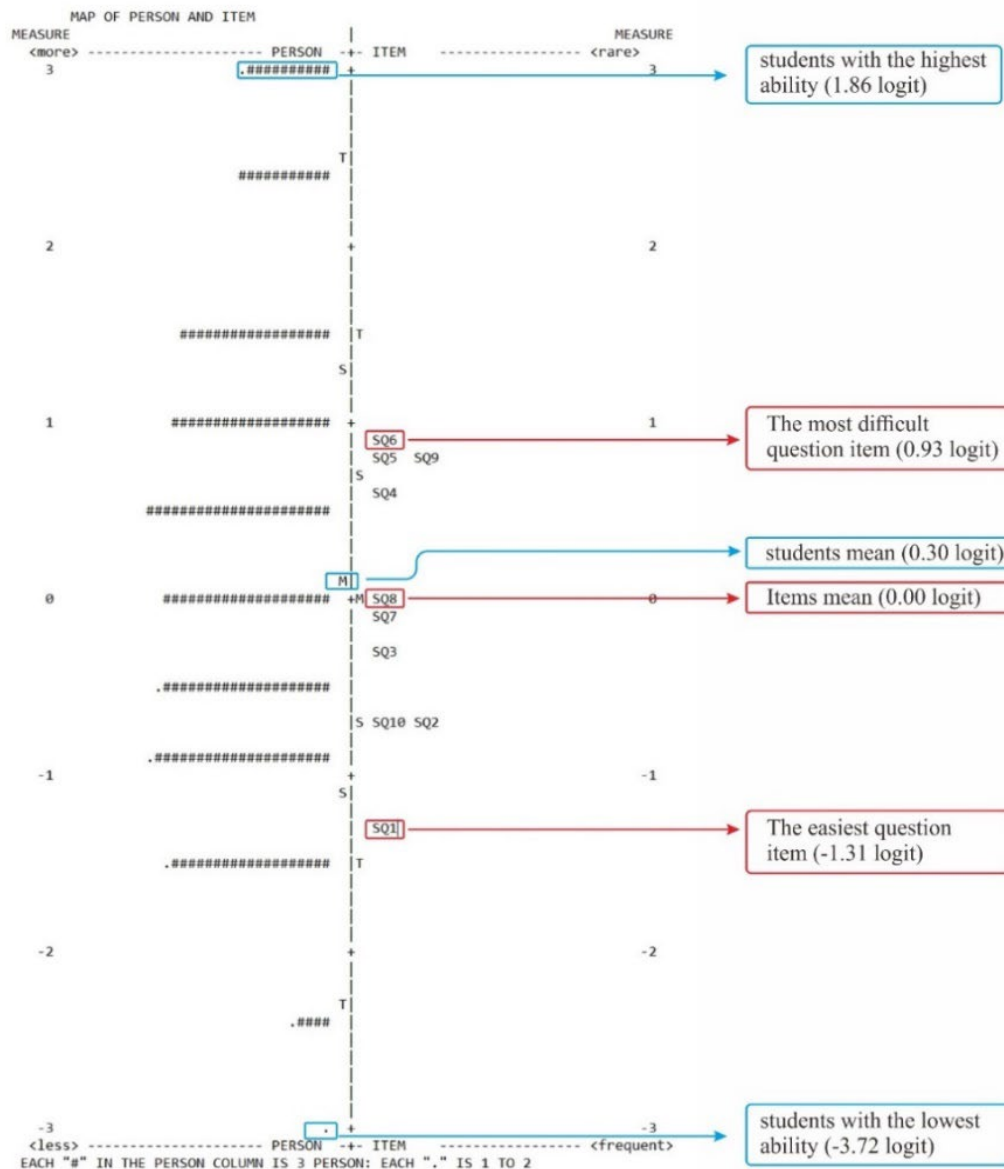 MAP OF PERSON AND ITEM
MEASURE | MEASURE
<more> --------------------- PERSON -+- ITEM --------------- <rare>
3 .########## + 3
students with the highest
ability (1.86 logit)
T|
########### |
2 + 2
################## |T
S|
1 ################### + 1
SQ6
The most difficult
question item (0.93 logit)
SQ5 SQ9
|S
SQ4
###################### |
students mean (0.30 logit)
M|
0 #################### +M SQ8 0
Items mean (0.00 logit)
SQ7
SQ3
.#################### |
|S SQ10 SQ2
.##################### |
-1 + -1
S|
SQ1
The easiest question
item (-1.31 logit)
.################### |T
-2 + -2
T|
.#### |
-3 . + -3
students with the lowest
ability (-3.72 logit)
<less> --------------------- PERSON -+- ITEM --------------- <frequent>
EACH "#" IN THE PERSON COLUMN IS 3 PERSON: EACH "." IS 1 TO 2